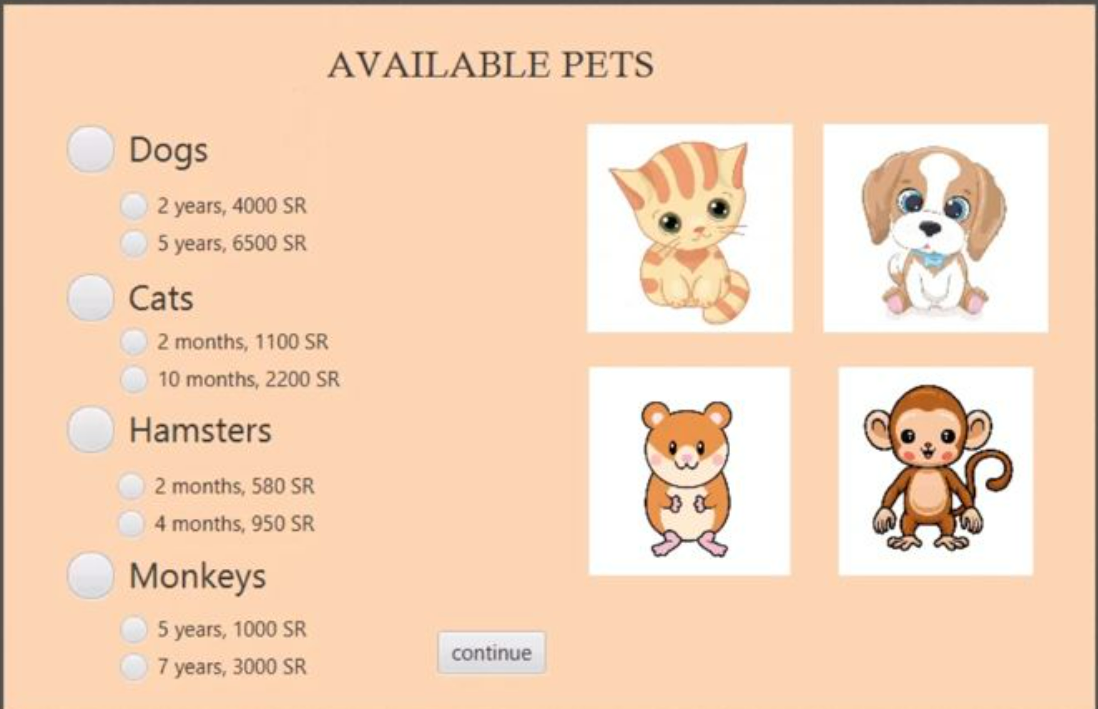 AVAILABLE PETS
Dogs
2 years, 4000 SR
5 years, 6500 SR
Cats
2 months, 1100 SR
10 months, 2200 SR
Hamsters
2 months, 580 SR
4 months, 950 SR
Monkeys
5 years, 1000 SR
7 years, 3000 SR
continue